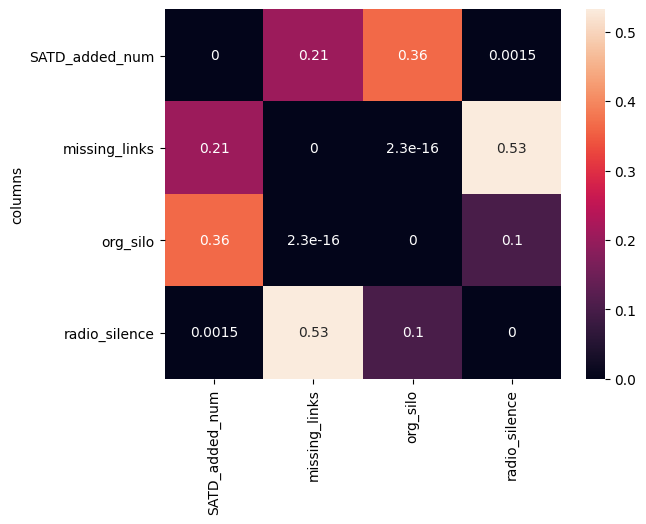 columns
SATD_added_num 0 0.21 0.36 0.0015
missing_links 0.21 0 2.3e-16 0.53
org_silo 0.36 2.3e-16 0 0.1
radio_silence 0.0015 0.53 0.1 0
SATD_added_num missing_links org_silo radio_silence
0.5
0.4
0.3
0.2
0.1
0.0